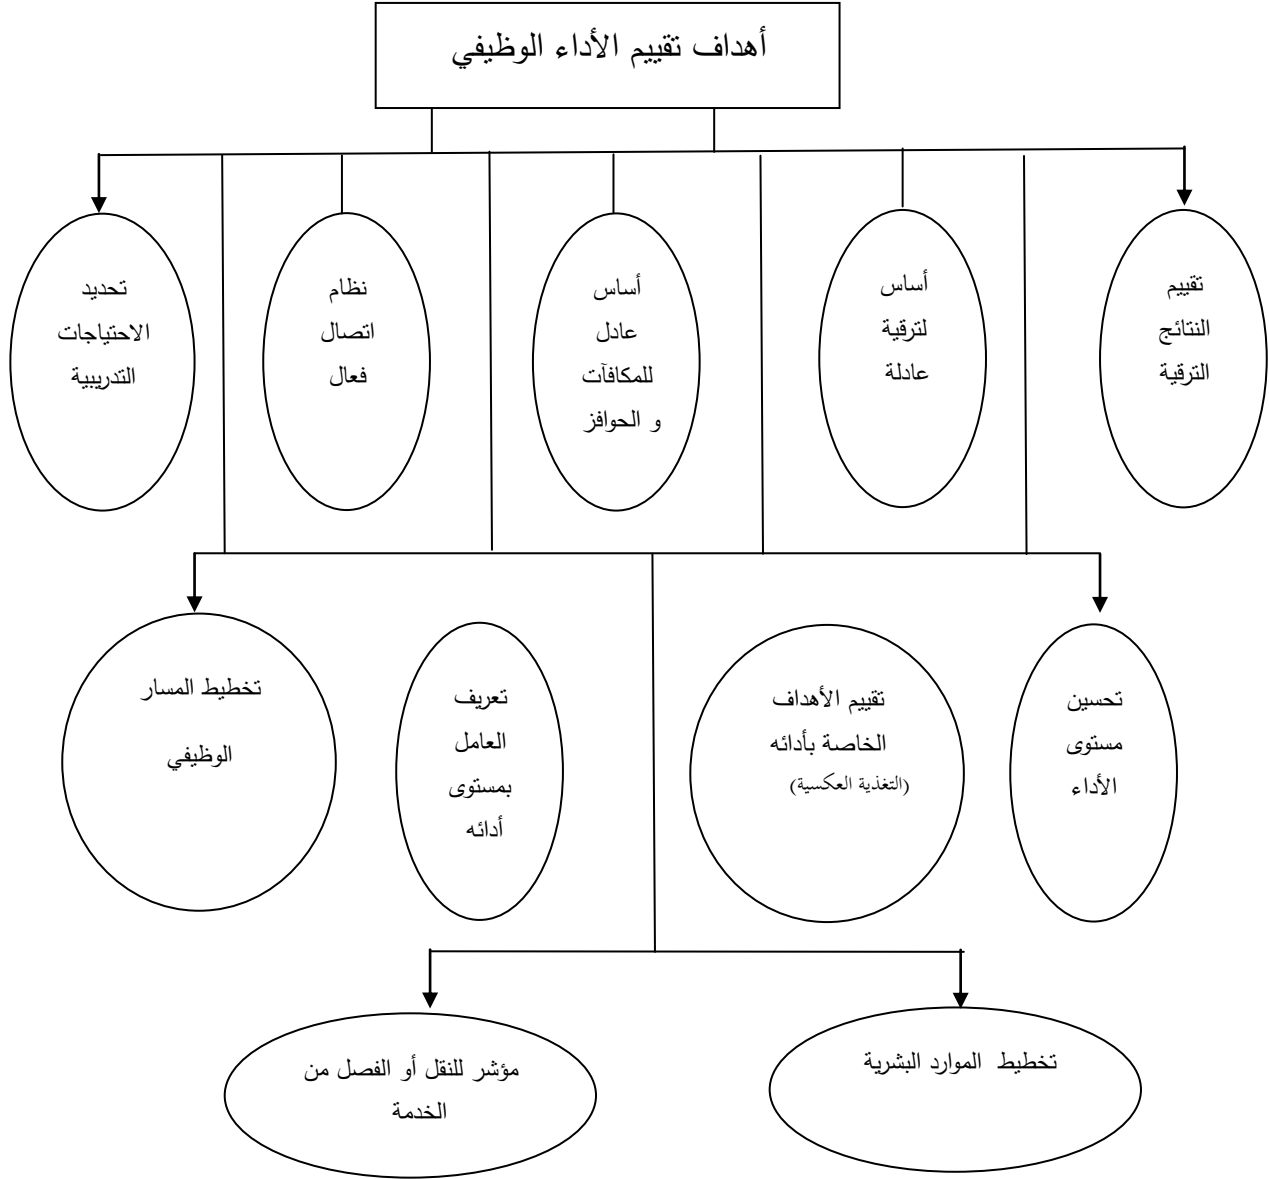 أهداف تقييم الأداء الوظيفي
تقييم
النتائج
الترقية
أساس
لترقية
عادلة
أساس
عادل
للمكافآت
و الحوافز
نظام
اتصال
فعال
تحديد
الاحتياجات
التدريبية
تحسين
مستوى
الأداء
تقييم الأهداف
الخاصة بأدائه
(التغذية العكسية)
تعريف
العامل
بمستوى
أدائه
تخطيط المسار
الوظيفي
تخطيط الموارد البشرية
مؤشر للنقل أو الفصل من
الخدمة